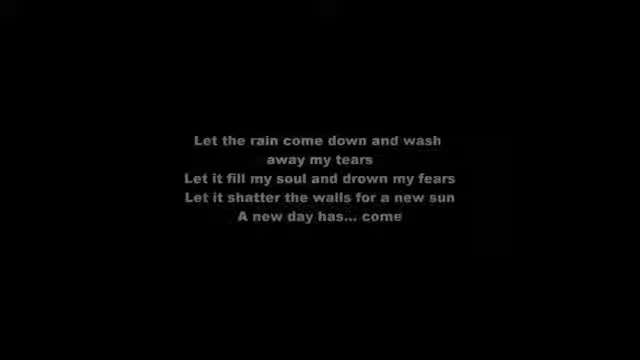 Let the rain come down and wash
away my tears
Let it fill my soul and drown my fears
Let it shatter the walls for a new sun
A new day has... come